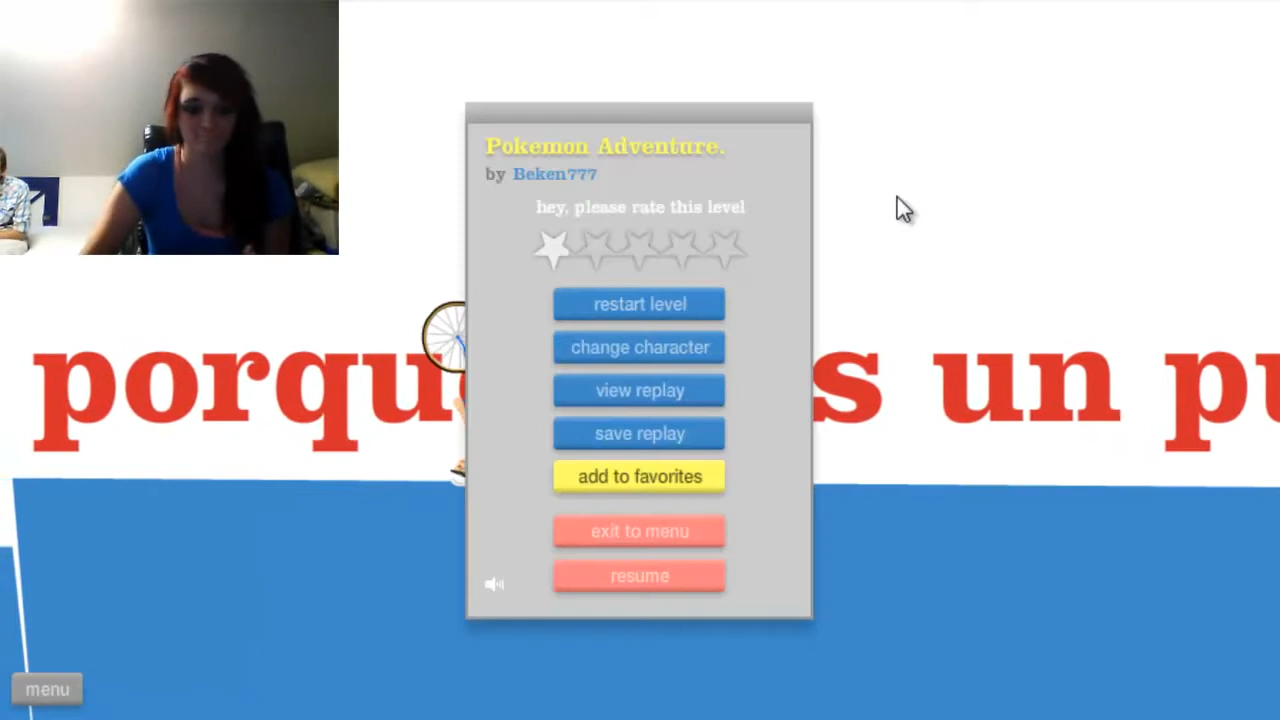 Pokemon Adventure.
by Beken777
hey, please rate this level
restart level
change character
view replay
save replay
add to favorites
exit to menu
resume
porqu s un pu
menu